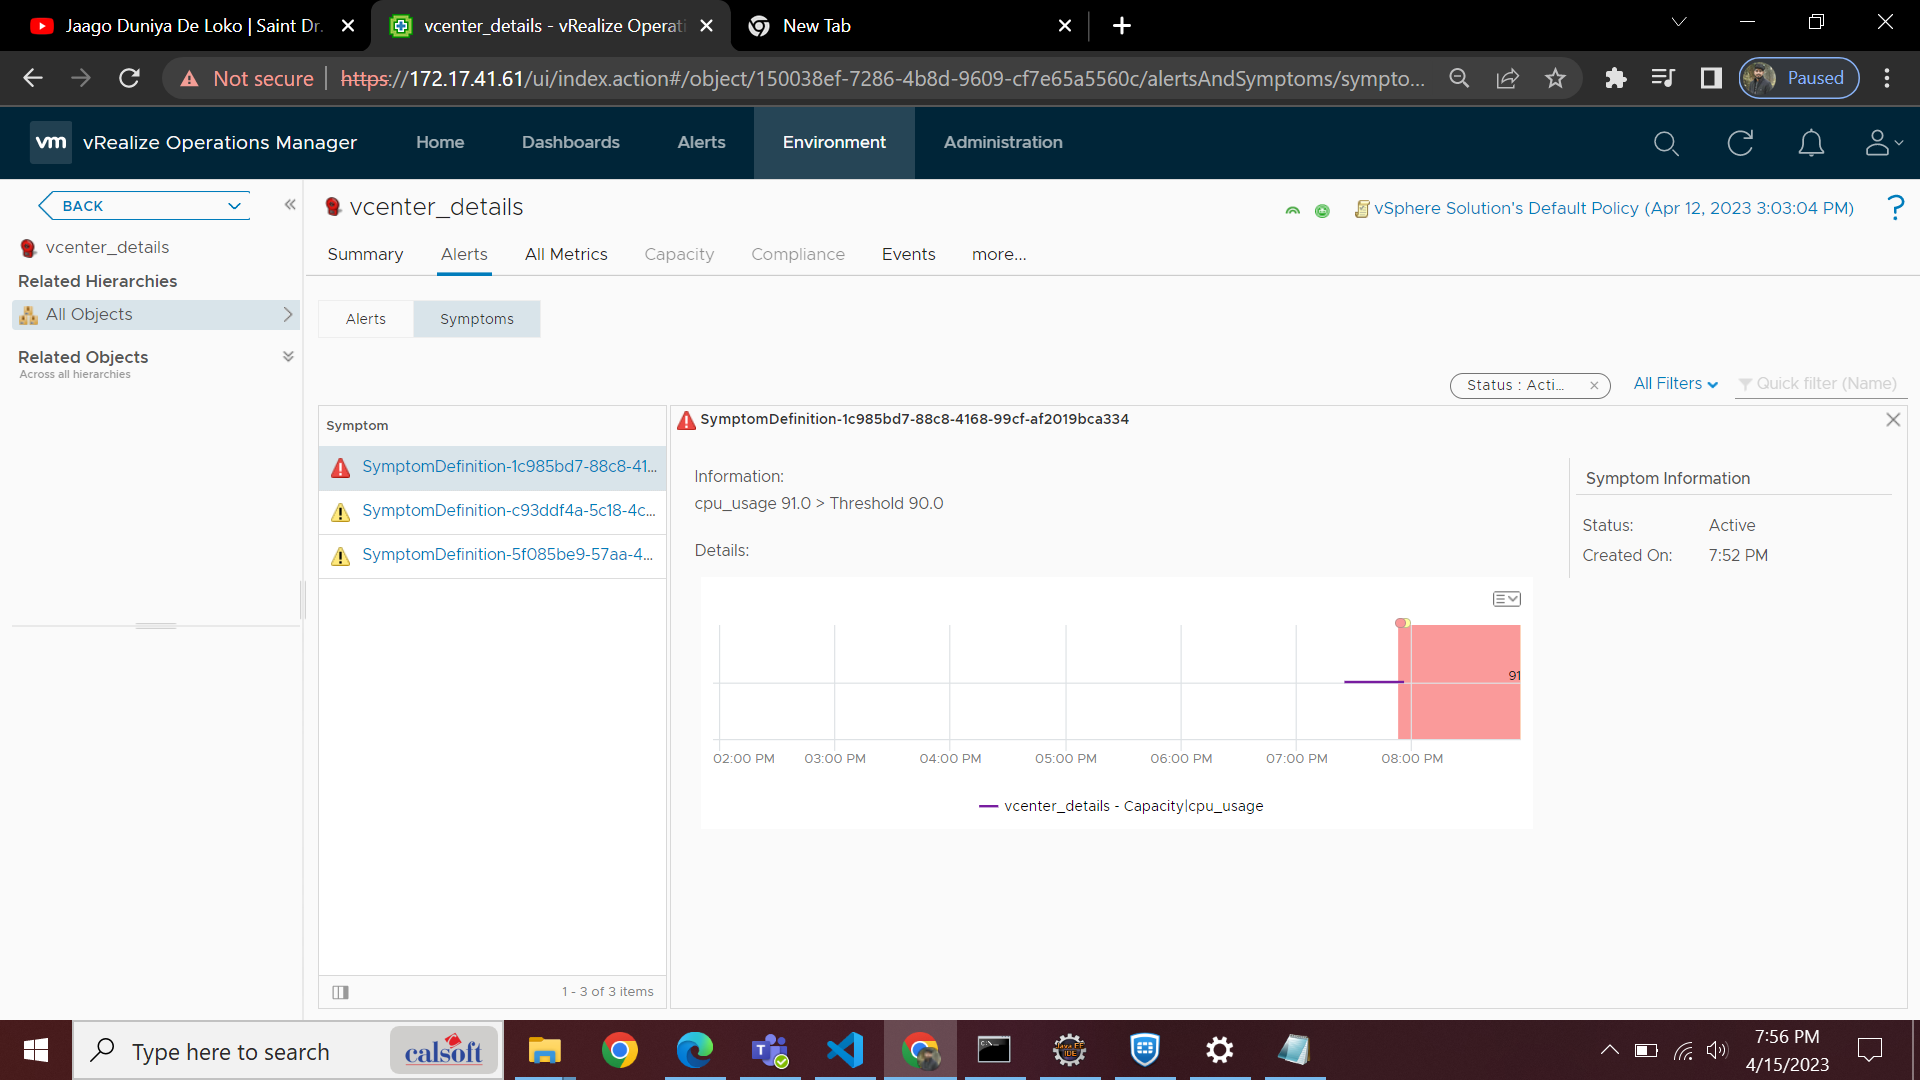 Jaago Duniya De Loko | Saint Dr.
vcenter_details - vRealize Operati
New Tab
Not secure
https://172.17.41.61/ui/index.action#/object/150038ef-7286-4b8d-9609-cf7e65a5560c/alertsAndSymptoms/sympto...
Paused
vm
vRealize Operations Manager
Home
Dashboards
Alerts
Environment
Administration
BACK
vcenter_details
vSphere Solution's Default Policy (Apr 12, 2023 3:03:04 PM)
?
vcenter_details
Related Hierarchies
All Objects
Related Objects
Across all hierarchies
Summary
Alerts
All Metrics
Capacity
Compliance
Events
more...
Alerts
Symptoms
Status : Acti...
All Filters
Quick filter (Name)
Symptom
SymptomDefinition-1c985bd7-88c8-41...
SymptomDefinition-c93ddf4a-5c18-4c...
SymptomDefinition-5f085be9-57aa-4...
1 - 3 of 3 items
SymptomDefinition-1c985bd7-88c8-4168-99cf-af2019bca334
Information:
cpu_usage 91.0 > Threshold 90.0
Details:
91
02:00 PM
03:00 PM
04:00 PM
05:00 PM
06:00 PM
07:00 PM
08:00 PM
vcenter_details - Capacity|cpu_usage
Symptom Information
Status: Active
Created On: 7:52 PM
Type here to search
calsoft
Java EE
IDE
7:56 PM
4/15/2023